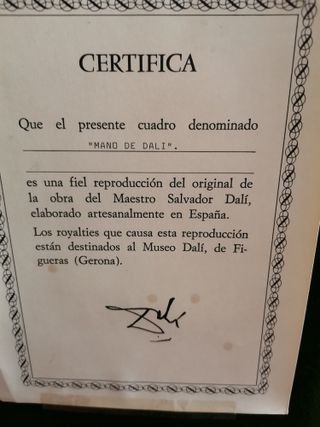 CERTIFICA
Que el presente cuadro denominado
"MANO DE DALI".
es una fiel reproducción del original de
la obra del Maestro Salvador Dalí,
elaborado artesanalmente en España.
Los royalties que causa esta reproducción
están destinados al Museo Dalí, de Fi-
gueras (Gerona).
Dalí